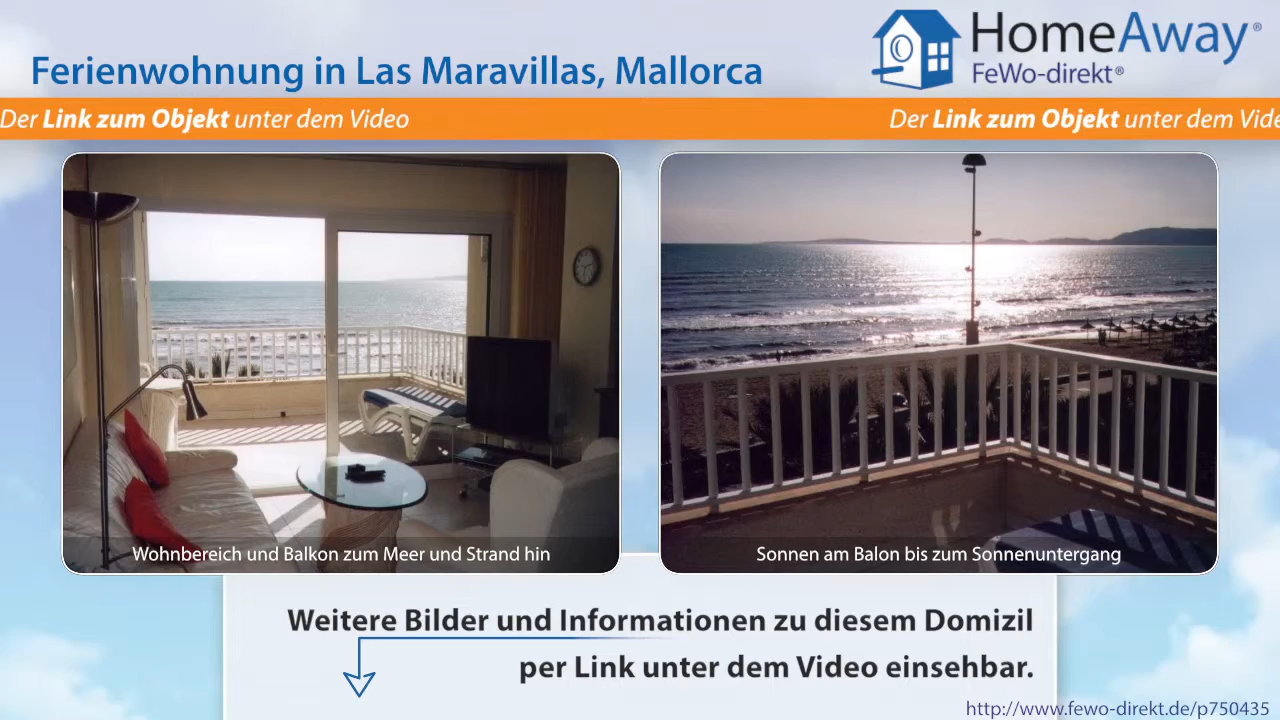 Ferienwohnung in Las Maravillas, Mallorca
HomeAway®
FeWo-direkt®
Der Link zum Objekt unter dem Video
Der Link zum Objekt unter dem Vide
Wohnbereich und Balkon zum Meer und Strand hin
Sonnen am Balon bis zum Sonnenuntergang
Weitere Bilder und Informationen zu diesem Domizil
per Link unter dem Video einsehbar.
http://www.fewo-direkt.de/p750435